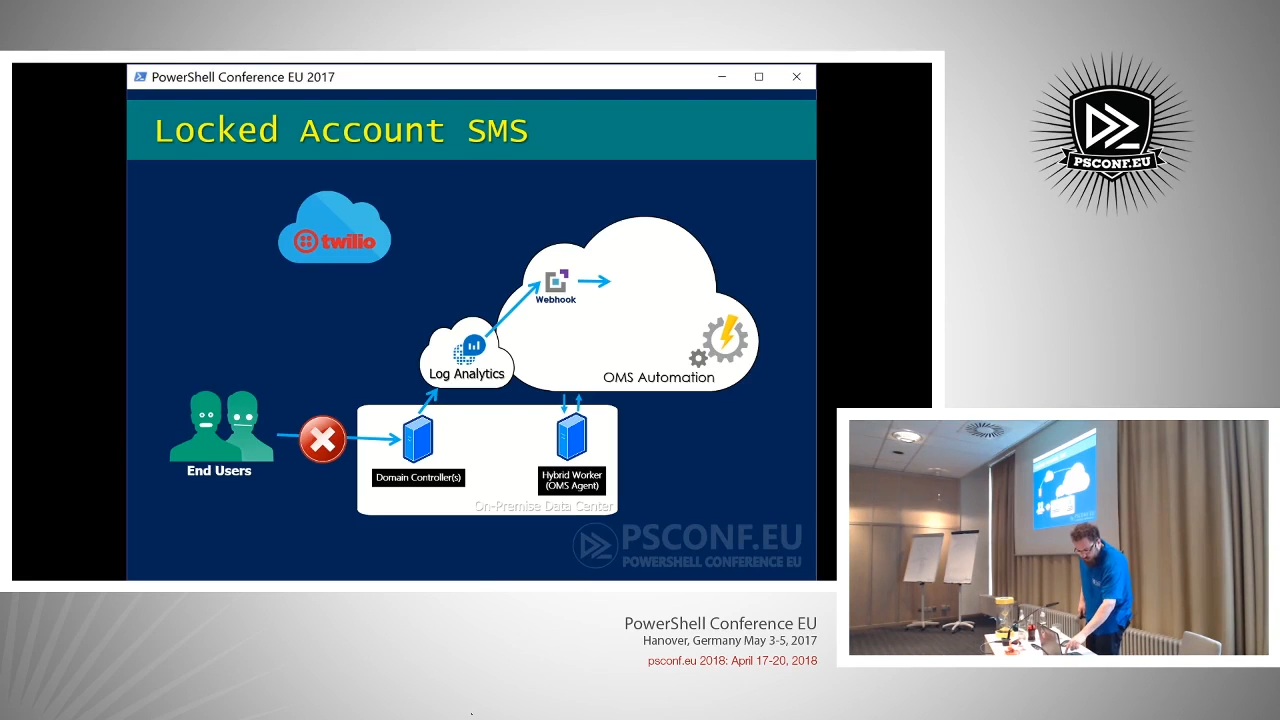 PowerShell Conference EU 2017
Locked Account SMS
twilio
Webhook
Log Analytics
OMS Automation
End Users
Domain Controller(s)
Hybrid Worker
(OMS Agent)
On-Premise Data Center
PSCONF.EU
POWERSHELL CONFERENCE EU
PSCONF.EU
PowerShell Conference EU
Hanover, Germany May 3-5, 2017
psconf.eu 2018: April 17-20, 2018